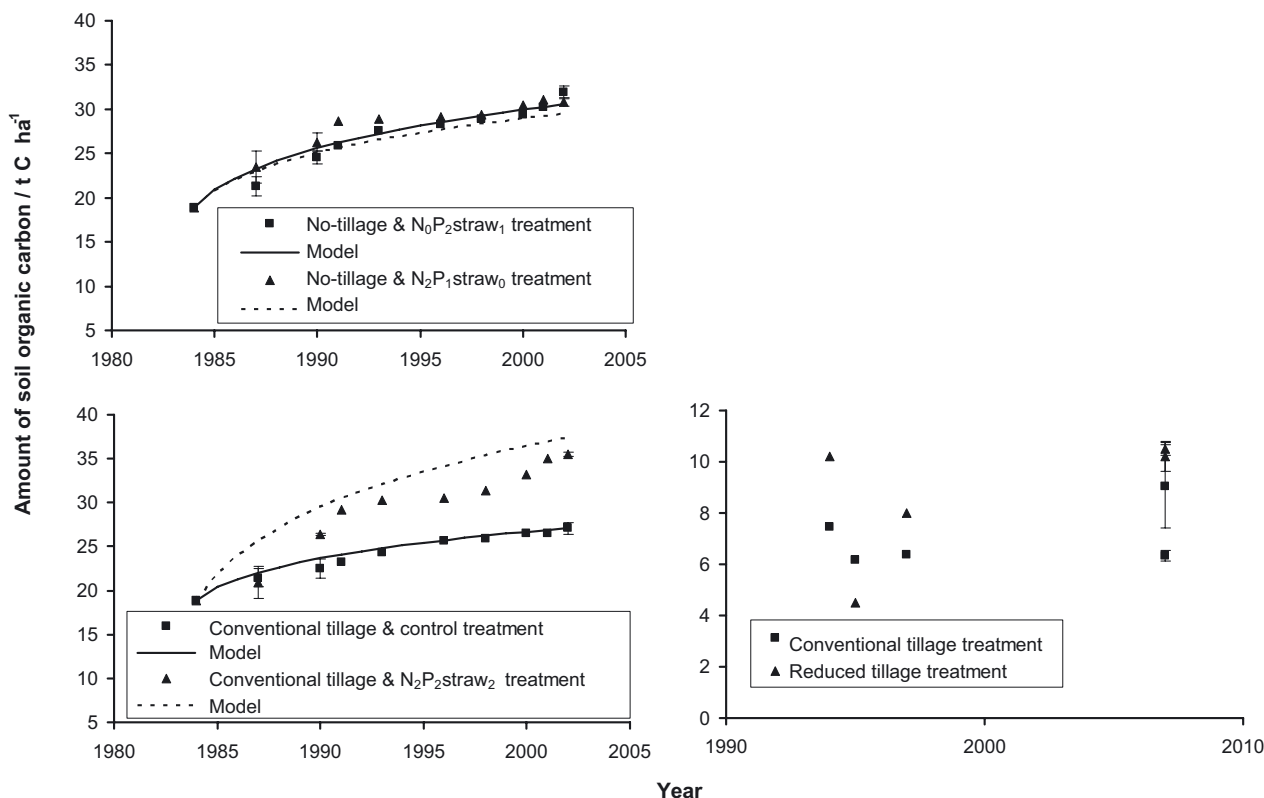 Amount of soil organic carbon / t C ha⁻¹
40
35
30
25
20
15
10
5
1980 1985 1990 1995 2000 2005
No-tillage & N₀P₂straw₁ treatment
Model
No-tillage & N₂P₁straw₀ treatment
Model
40
35
30
25
20
15
10
5
1980 1985 1990 1995 2000 2005
Conventional tillage & control treatment
Model
Conventional tillage & N₂P₂straw₂ treatment
Model
12
10
8
6
4
2
0
1990 2000 2010
Conventional tillage treatment
Reduced tillage treatment
Year